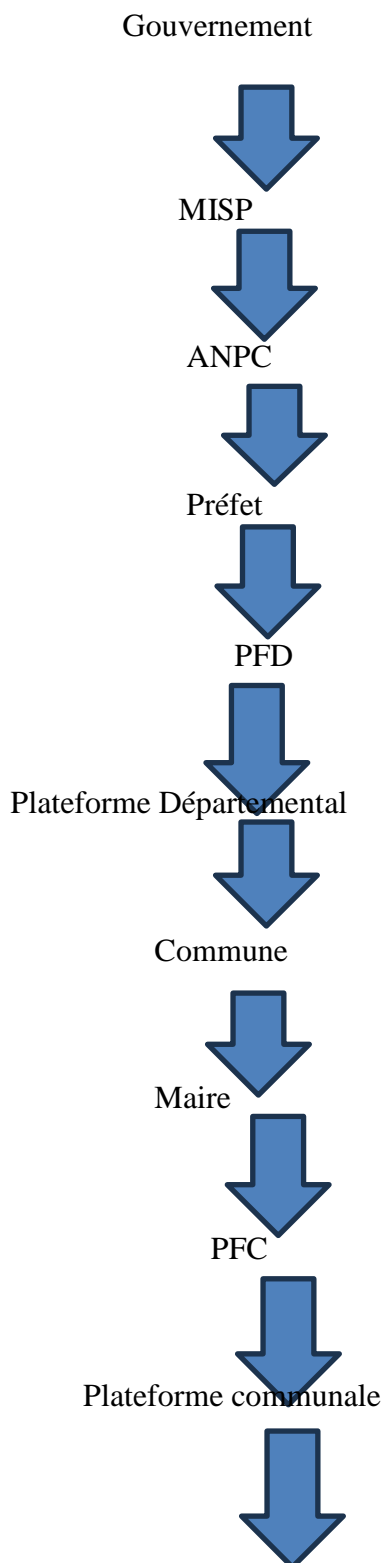 Gouvernement
MISP
ANPC
Préfet
PFD
Plateforme Départemental
Commune
Maire
PFC
Plateforme communale